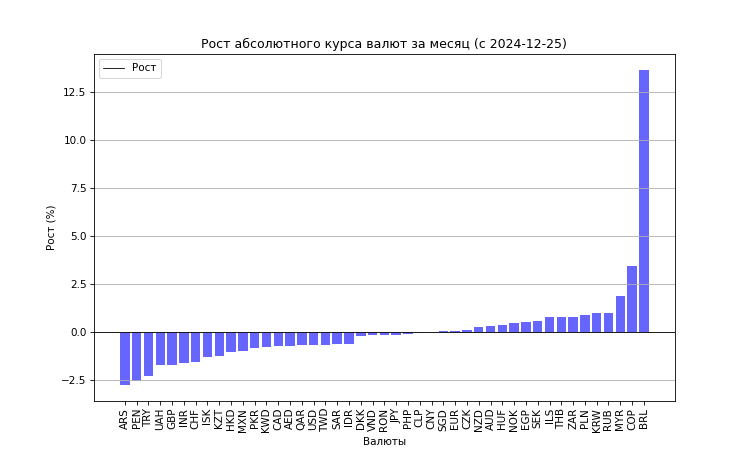 Рост абсолютного курса валют за месяц (с 2024-12-25)
Рост
12.5
10.0
7.5
5.0
2.5
0.0
−2.5
Рост (%)
ARS PEN TRY UAH GBP INR CHF ISK KZT HKD MXN PKR KWD CAD AED QAR USD TWD SAR IDR DKK VND RON JPY PHP CLP CNY SGD EUR CZK NZD AUD HUF NOK EGP SEK ILS THB ZAR PLN KRW RUB MYR COP BRL
Валюты